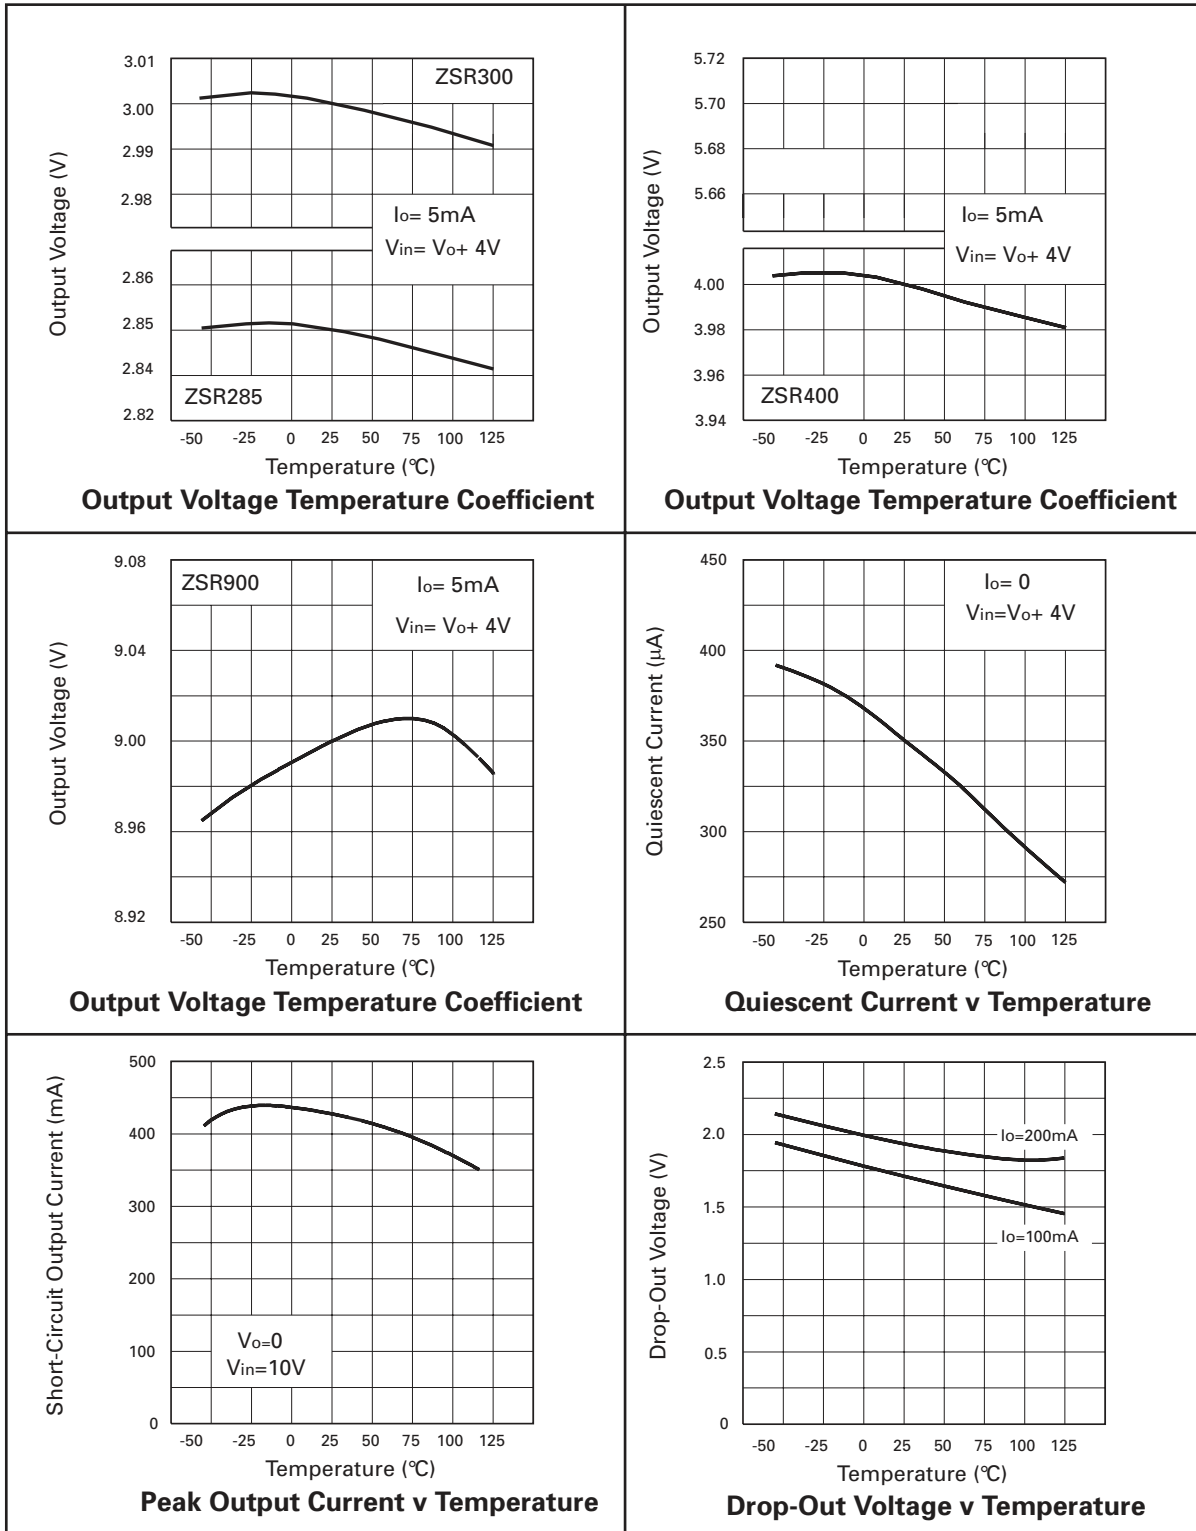 3.01
3.00
2.99
2.98
2.86
2.85
2.84
2.82
Output Voltage (V)
ZSR300
Io= 5mA
Vin= Vo+ 4V
ZSR285
-50 -25 0 25 50 75 100 125
Temperature (°C)
Output Voltage Temperature Coefficient
5.72
5.70
5.68
5.66
4.00
3.98
3.96
3.94
Output Voltage (V)
Io= 5mA
Vin= Vo+ 4V
ZSR400
-50 -25 0 25 50 75 100 125
Temperature (°C)
Output Voltage Temperature Coefficient
9.08
9.04
9.00
8.96
8.92
Output Voltage (V)
ZSR900
Io= 5mA
Vin= Vo+ 4V
-50 -25 0 25 50 75 100 125
Temperature (°C)
Output Voltage Temperature Coefficient
450
400
350
300
250
Quiescent Current (µA)
Io= 0
Vin=Vo+ 4V
-50 -25 0 25 50 75 100 125
Temperature (°C)
Quiescent Current v Temperature
500
400
300
200
100
0
Short-Circuit Output Current (mA)
Vo=0
Vin=10V
-50 -25 0 25 50 75 100 125
Temperature (°C)
Peak Output Current v Temperature
2.5
2.0
1.5
1.0
0.5
0
Drop-Out Voltage (V)
Io=200mA
Io=100mA
-50 -25 0 25 50 75 100 125
Temperature (°C)
Drop-Out Voltage v Temperature